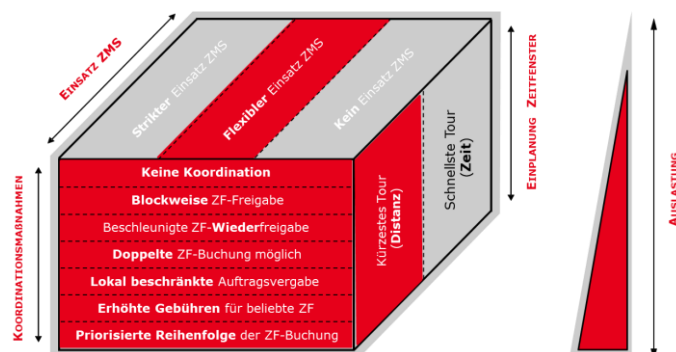 EINSATZ ZMS
Strikter Einsatz ZMS
Flexibler Einsatz ZMS
Kein Einsatz ZMS
KOORDINATIONSMAẞNAHMEN
Keine Koordination
Blockweise ZF-Freigabe
Beschleunigte ZF-Wiederfreigabe
Doppelte ZF-Buchung möglich
Lokal beschränkte Auftragsvergabe
Erhöhte Gebühren für beliebte ZF
Priorisierte Reihenfolge der ZF-Buchung
Kürzestes Tour
(Distanz)
Schnellste Tour
(Zeit)
EINPLANUNG ZEITFENSTER
AUSLASTUNG